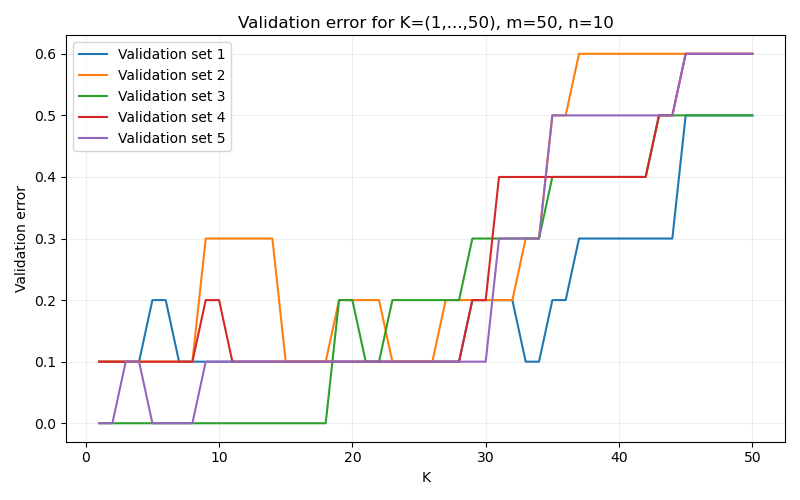 Validation error for K=(1,...,50), m=50, n=10
Validation set 1
Validation set 2
Validation set 3
Validation set 4
Validation set 5
Validation error
0.6
0.5
0.4
0.3
0.2
0.1
0.0
0 10 20 30 40 50
K